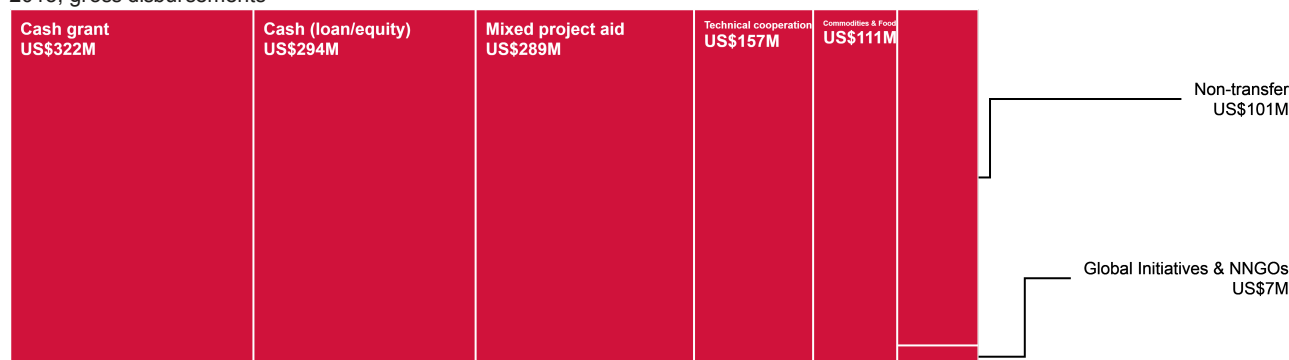 Cash grant
US$322M
Cash (loan/equity)
US$294M
Mixed project aid
US$289M
Technical cooperation
US$157M
Commodities & Food
US$111M
Non-transfer
US$101M
Global Initiatives & NNGOs
US$7M